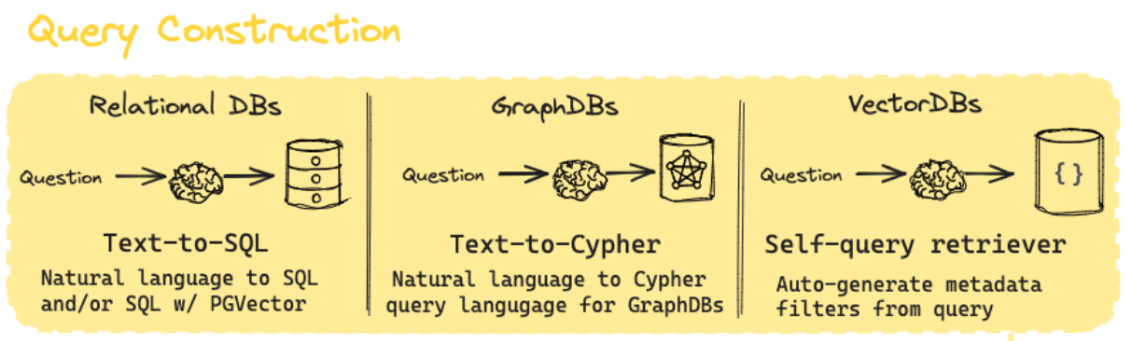 Query Construction
Relational DBs
Question
Text-to-SQL
Natural language to SQL
and/or SQL w/ PGVector
GraphDBs
Question
Text-to-Cypher
Natural language to Cypher
query langugage for GraphDBs
VectorDBs
Question
{}
Self-query retriever
Auto-generate metadata
filters from query